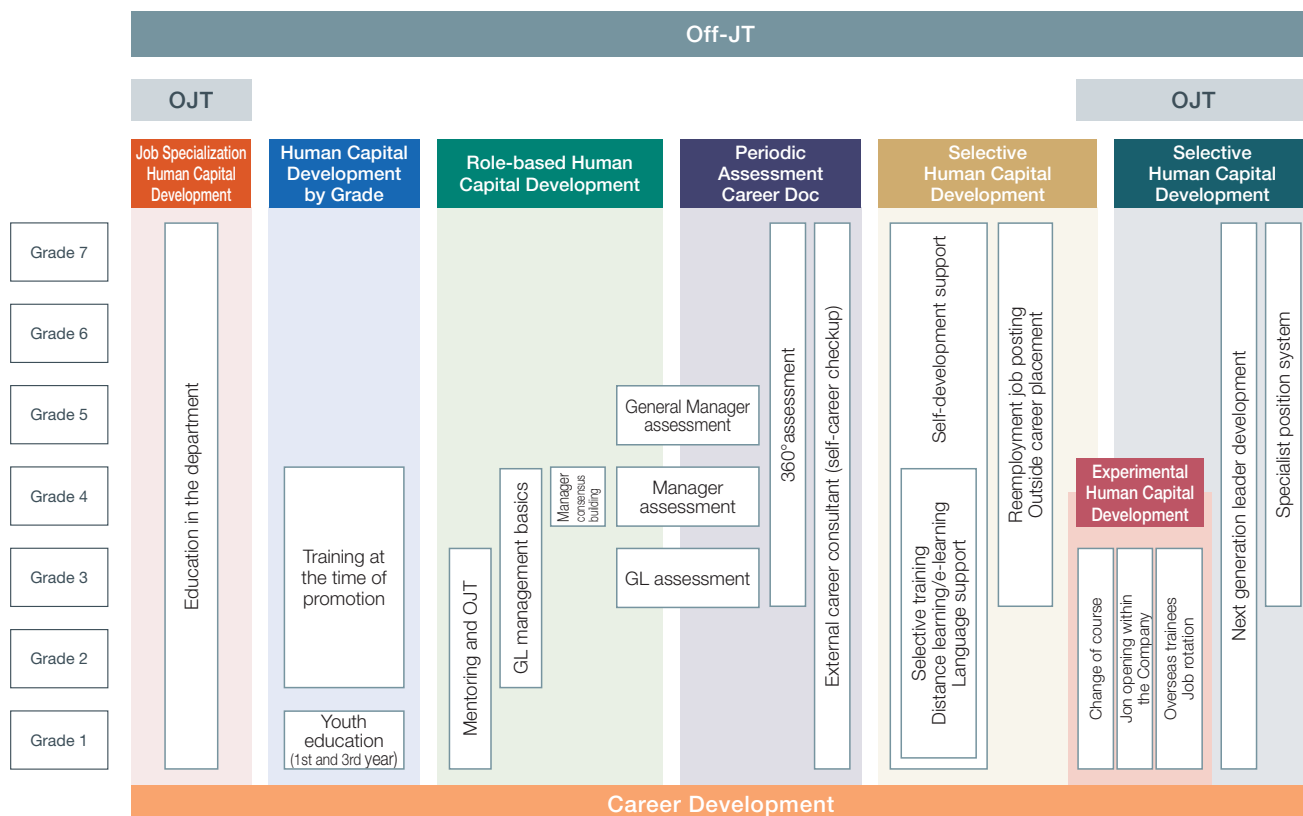 Off-JT
OJT
OJT
Job Specialization
Human Capital
Development
Human Capital
Development
by Grade
Role-based Human
Capital Development
Periodic
Assessment
Career Doc
Selective
Human Capital
Development
Selective
Human Capital
Development
Grade 7
Grade 6
Grade 5
Grade 4
Grade 3
Grade 2
Grade 1
Education in the department
Training at
the time of
promotion
Youth
education
(1st and 3rd year)
Mentoring and OJT
GL management basics
Manager
consensus
building
General Manager
assessment
Manager
assessment
GL assessment
360°assessment
External career consultant (self-career checkup)
Self-development support
Selective training
Distance learning/e-learning
Language support
Reemployment job posting
Outside career placement
Experimental
Human Capital
Development
Change of course
Jon opening within
the Company
Overseas trainees
Job rotation
Next generation leader development
Specialist position system
Career Development